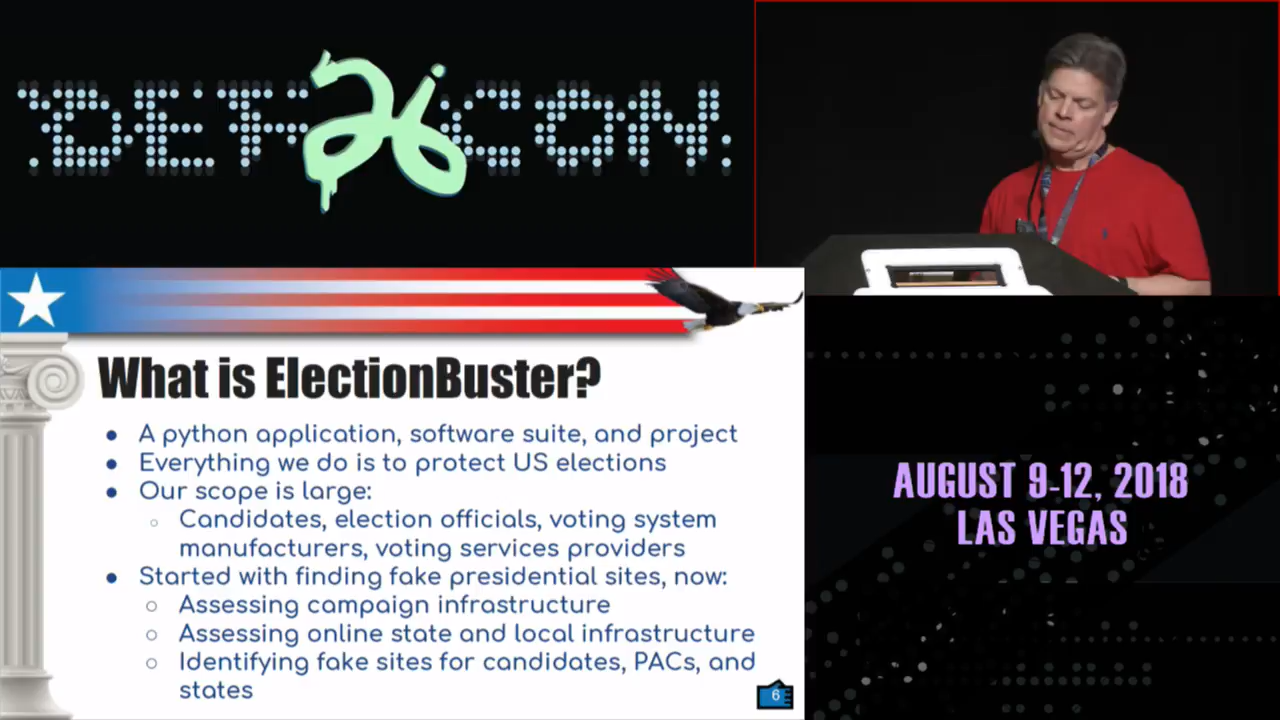 DEF 26 CON
What is ElectionBuster?
● A python application, software suite, and project
● Everything we do is to protect US elections
● Our scope is large:
○ Candidates, election officials, voting system
manufacturers, voting services providers
● Started with finding fake presidential sites, now:
○ Assessing campaign infrastructure
○ Assessing online state and local infrastructure
○ Identifying fake sites for candidates, PACs, and
states
6
AUGUST 9-12, 2018
LAS VEGAS